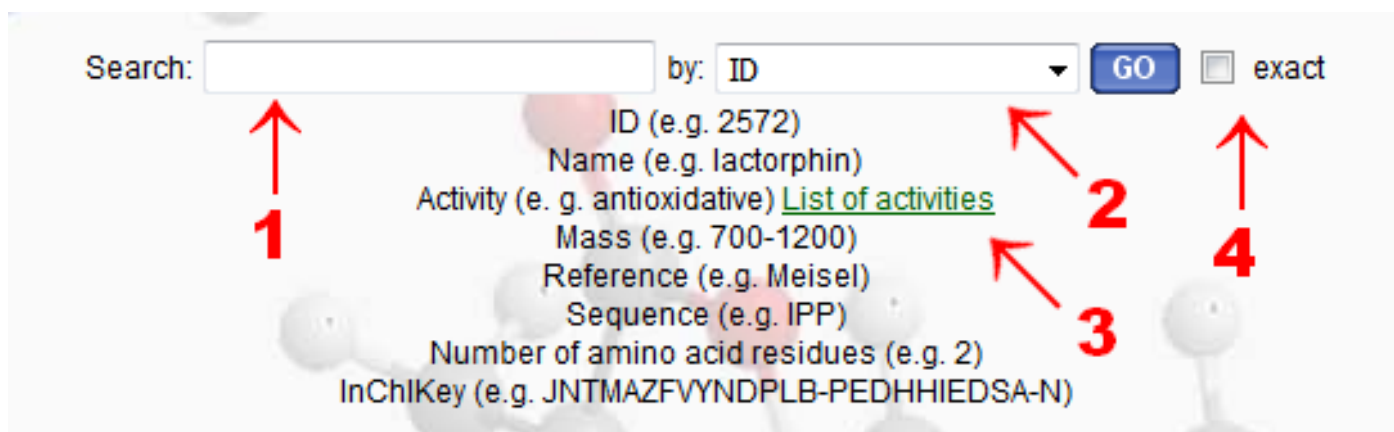 Search: by: ID GO exact
ID (e.g. 2572)
Name (e.g. lactorphin)
Activity (e. g. antioxidative) List of activities
Mass (e.g. 700-1200)
Reference (e.g. Meisel)
Sequence (e.g. IPP)
Number of amino acid residues (e.g. 2)
InChIKey (e.g. JNTMAZFVYNDPLB-PEDHHIEDSA-N)
1
2
3
4